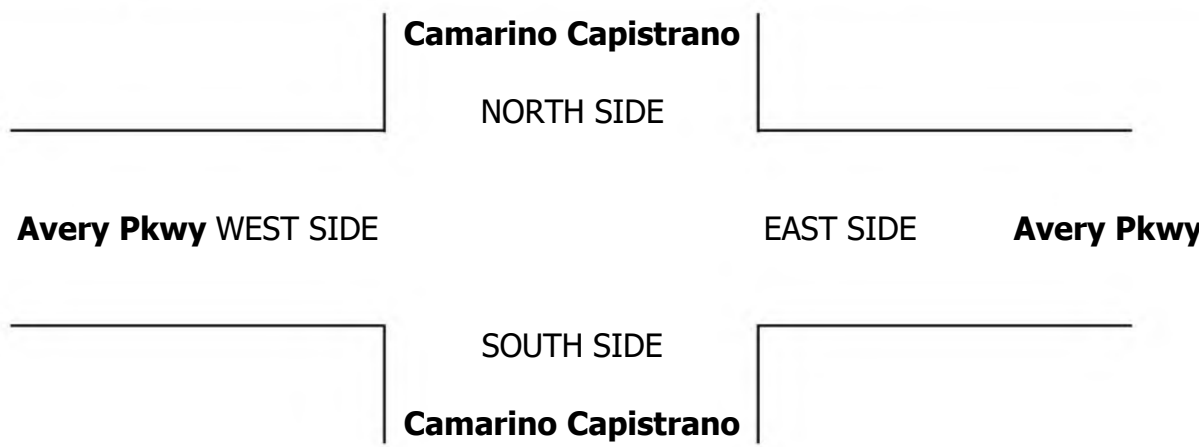 Camarino Capistrano
NORTH SIDE
Avery Pkwy WEST SIDE EAST SIDE Avery Pkwy
SOUTH SIDE
Camarino Capistrano